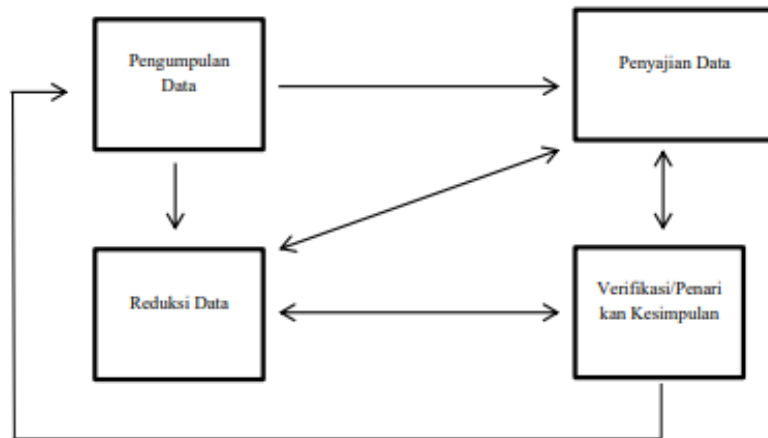 Pengumpulan
Data
Penyajian Data
Reduksi Data
Verifikasi/Penari
kan Kesimpulan